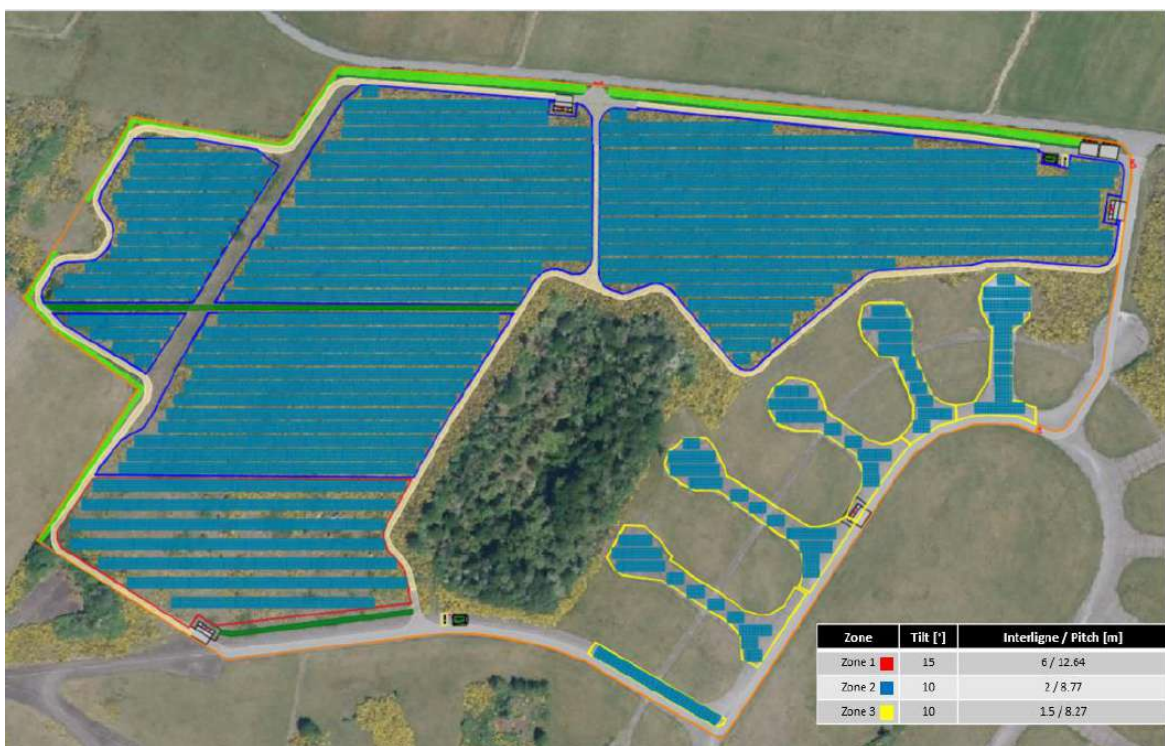 Zone Tilt [°] Interligne / Pitch [m]
Zone 1 15 6 / 12.64
Zone 2 10 2 / 8.77
Zone 3 10 1.5 / 8.27